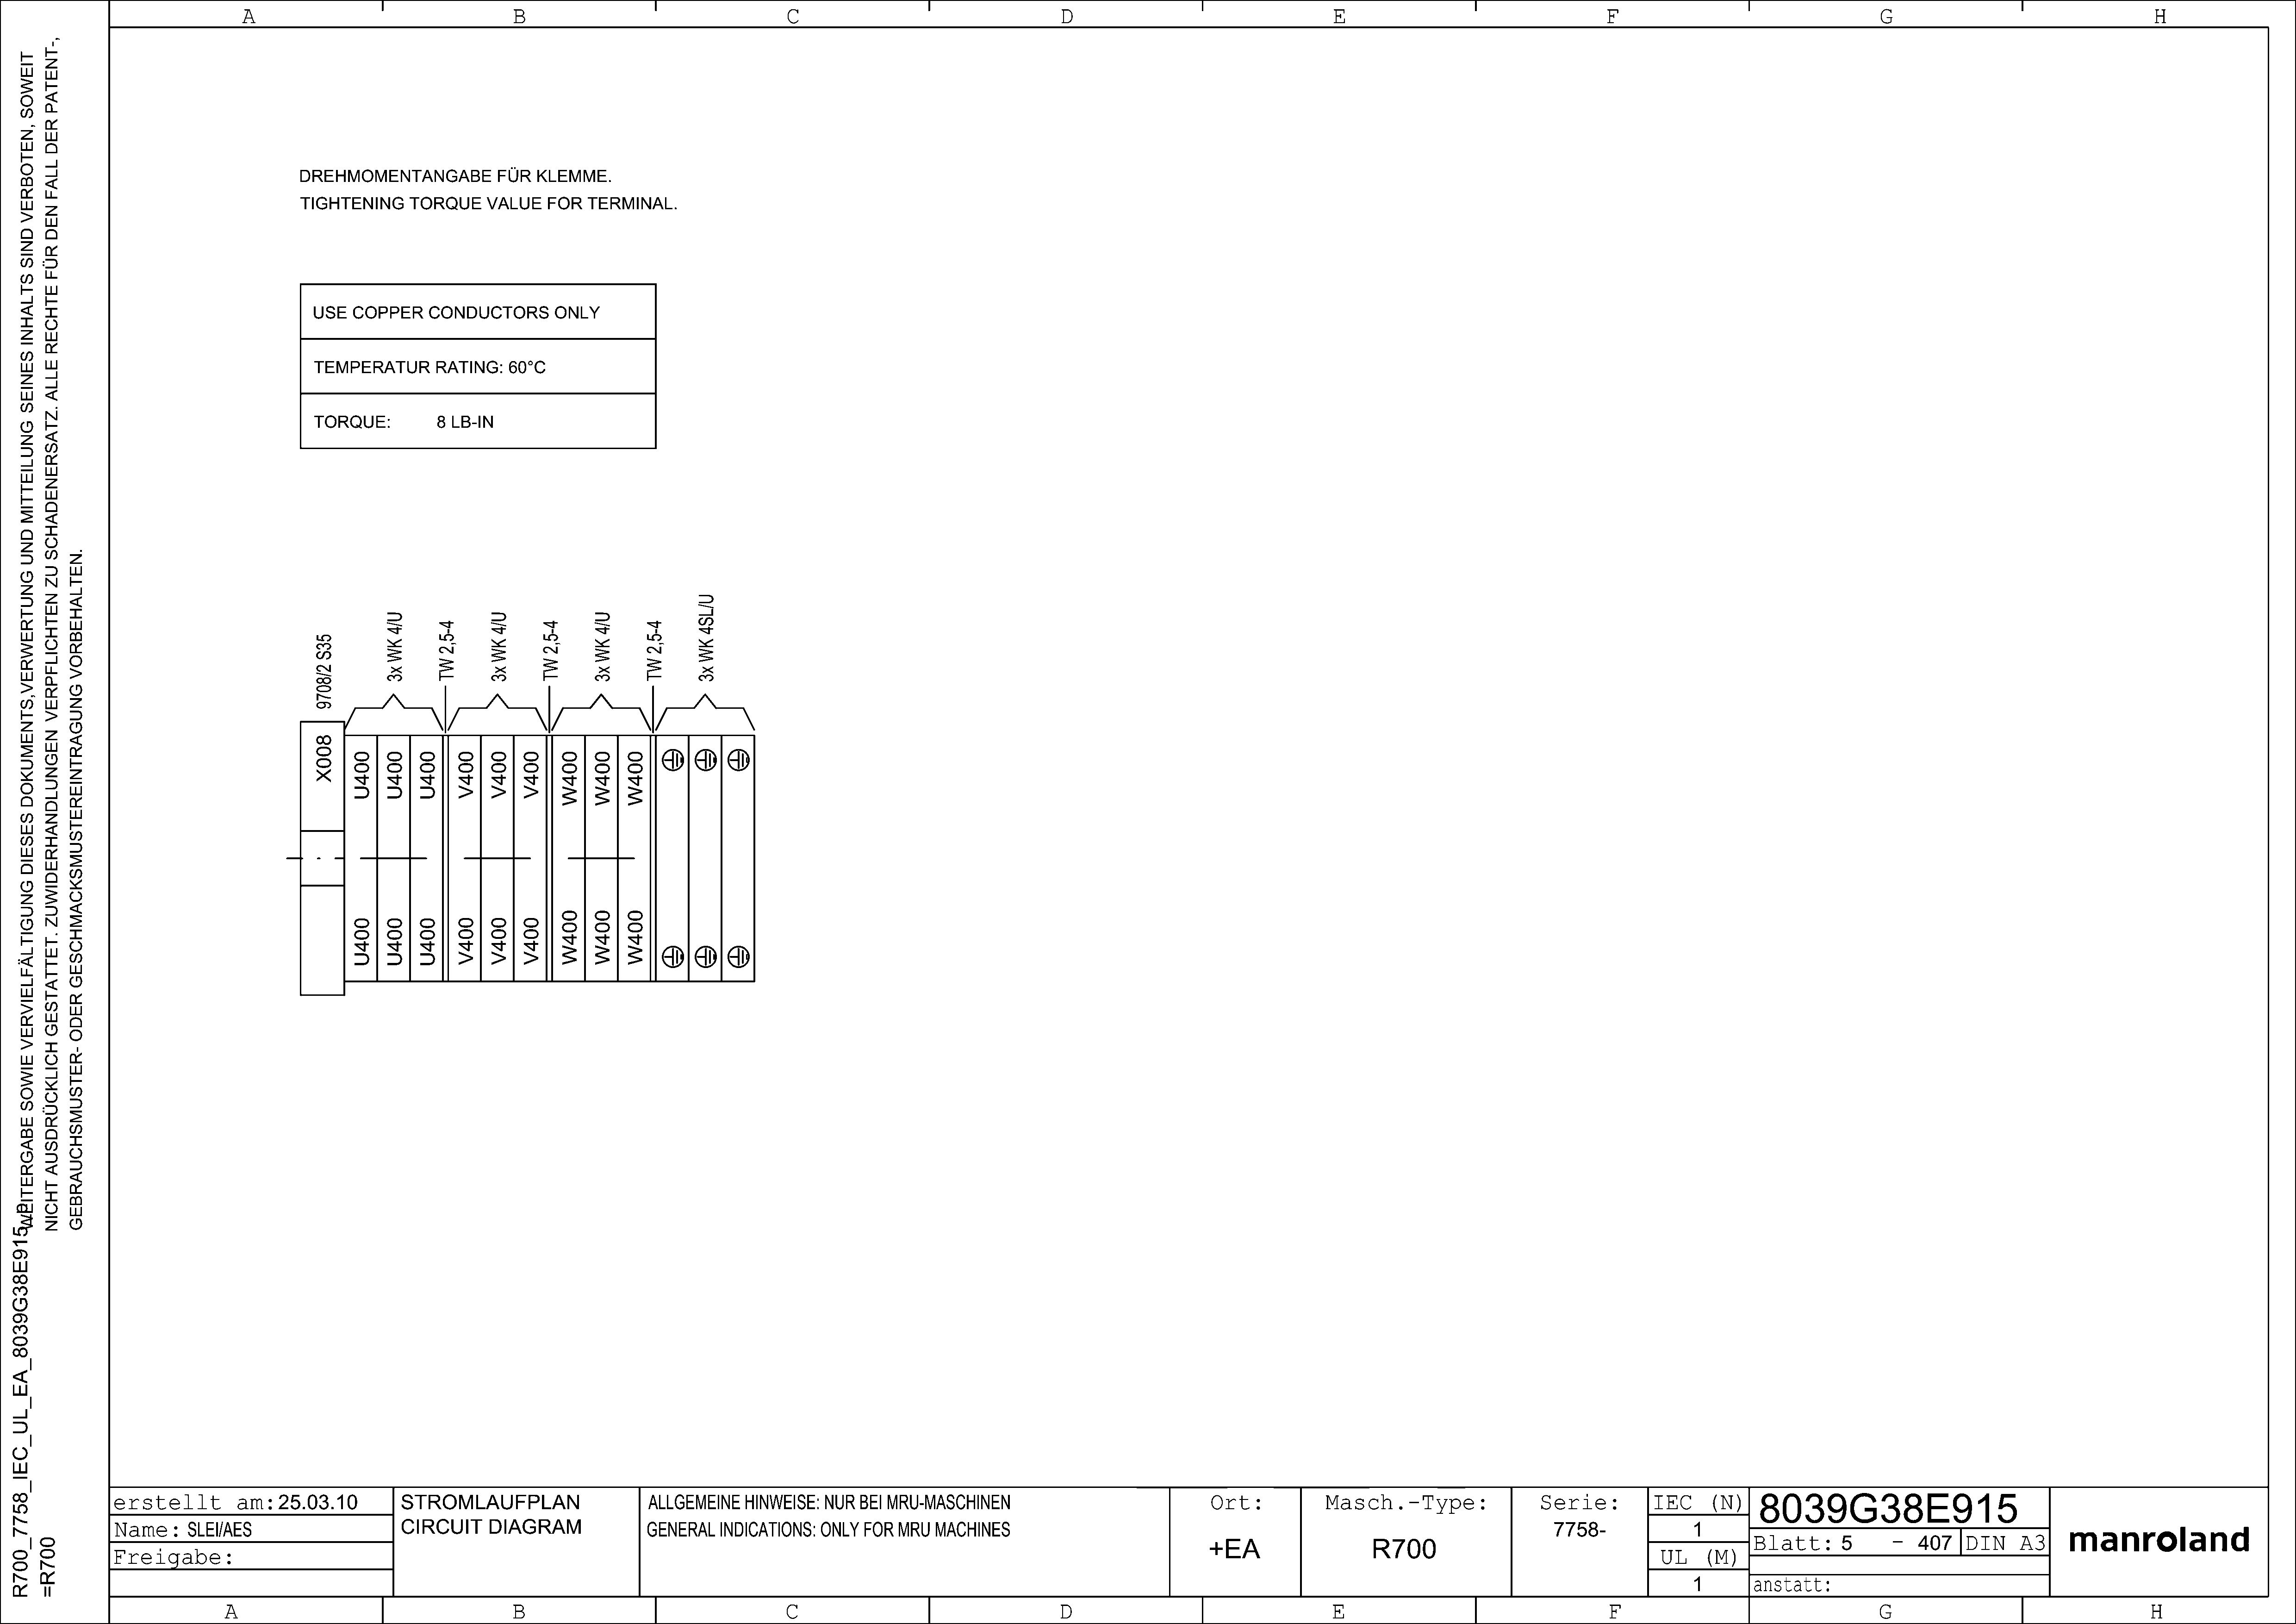 A B C D E F G H
WEITERGABE SOWIE VERVIELFÄLTIGUNG DIESES DOKUMENTS,VERWERTUNG UND MITTEILUNG SEINES INHALTS SIND VERBOTEN, SOWEIT
NICHT AUSDRÜCKLICH GESTATTET. ZUWIDERHANDLUNGEN VERPFLICHTEN ZU SCHADENERSATZ. ALLE RECHTE FÜR DEN FALL DER PATENT-,
GEBRAUCHSMUSTER- ODER GESCHMACKSMUSTEREINTRAGUNG VORBEHALTEN.
=R700
DREHMOMENTANGABE FÜR KLEMME.
TIGHTENING TORQUE VALUE FOR TERMINAL.
USE COPPER CONDUCTORS ONLY
TEMPERATUR RATING: 60°C
TORQUE: 8 LB-IN
9708/2 S35
3x WK 4/U
TW 2,5-4
3x WK 4/U
TW 2,5-4
3x WK 4/U
TW 2,5-4
3x WK 4SL/U
X008
U400 U400 U400 V400 V400 V400 W400 W400 W400
U400 U400 U400 V400 V400 V400 W400 W400 W400
erstellt am: 25.03.10
Name: SLEI/AES
Freigabe:
STROMLAUFPLAN
CIRCUIT DIAGRAM
ALLGEMEINE HINWEISE: NUR BEI MRU-MASCHINEN
GENERAL INDICATIONS: ONLY FOR MRU MACHINES
Ort:
+EA
Masch.-Type:
R700
Serie:
7758-
IEC (N)
1
UL (M)
1
8039G38E915
Blatt: 5 - 407 DIN A3
anstatt:
manroland
A B C D E F G H